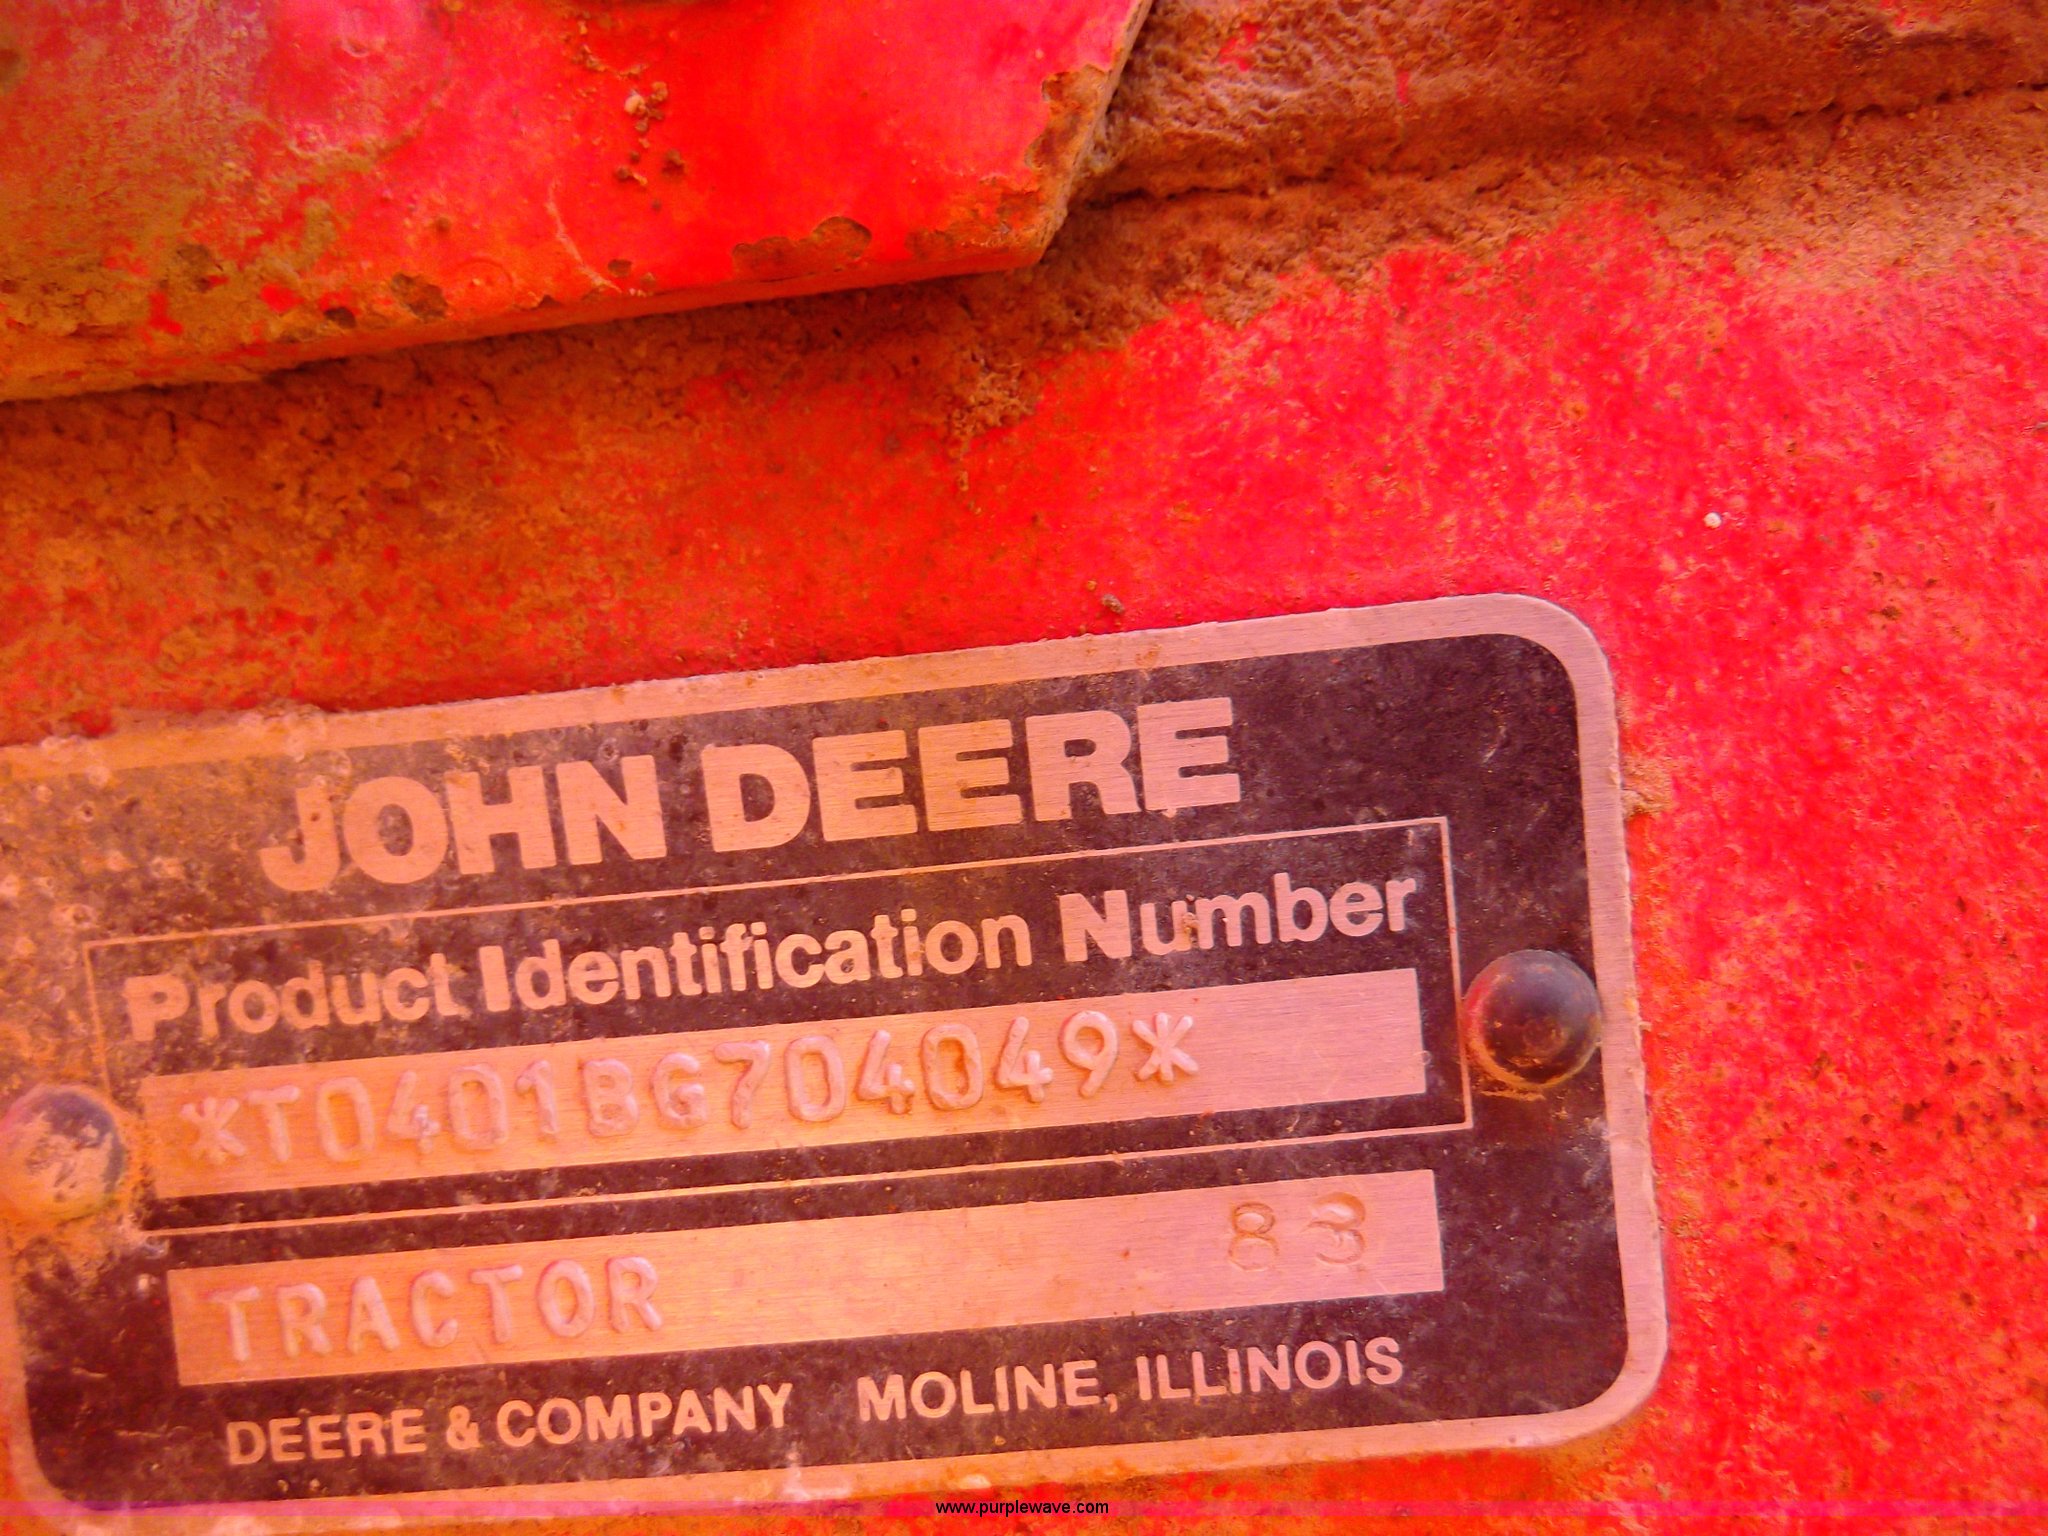 JOHN DEERE
Product Identification Number
*T0401BG704049*
TRACTOR 83
DEERE & COMPANY MOLINE, ILLINOIS
www.purplewave.com